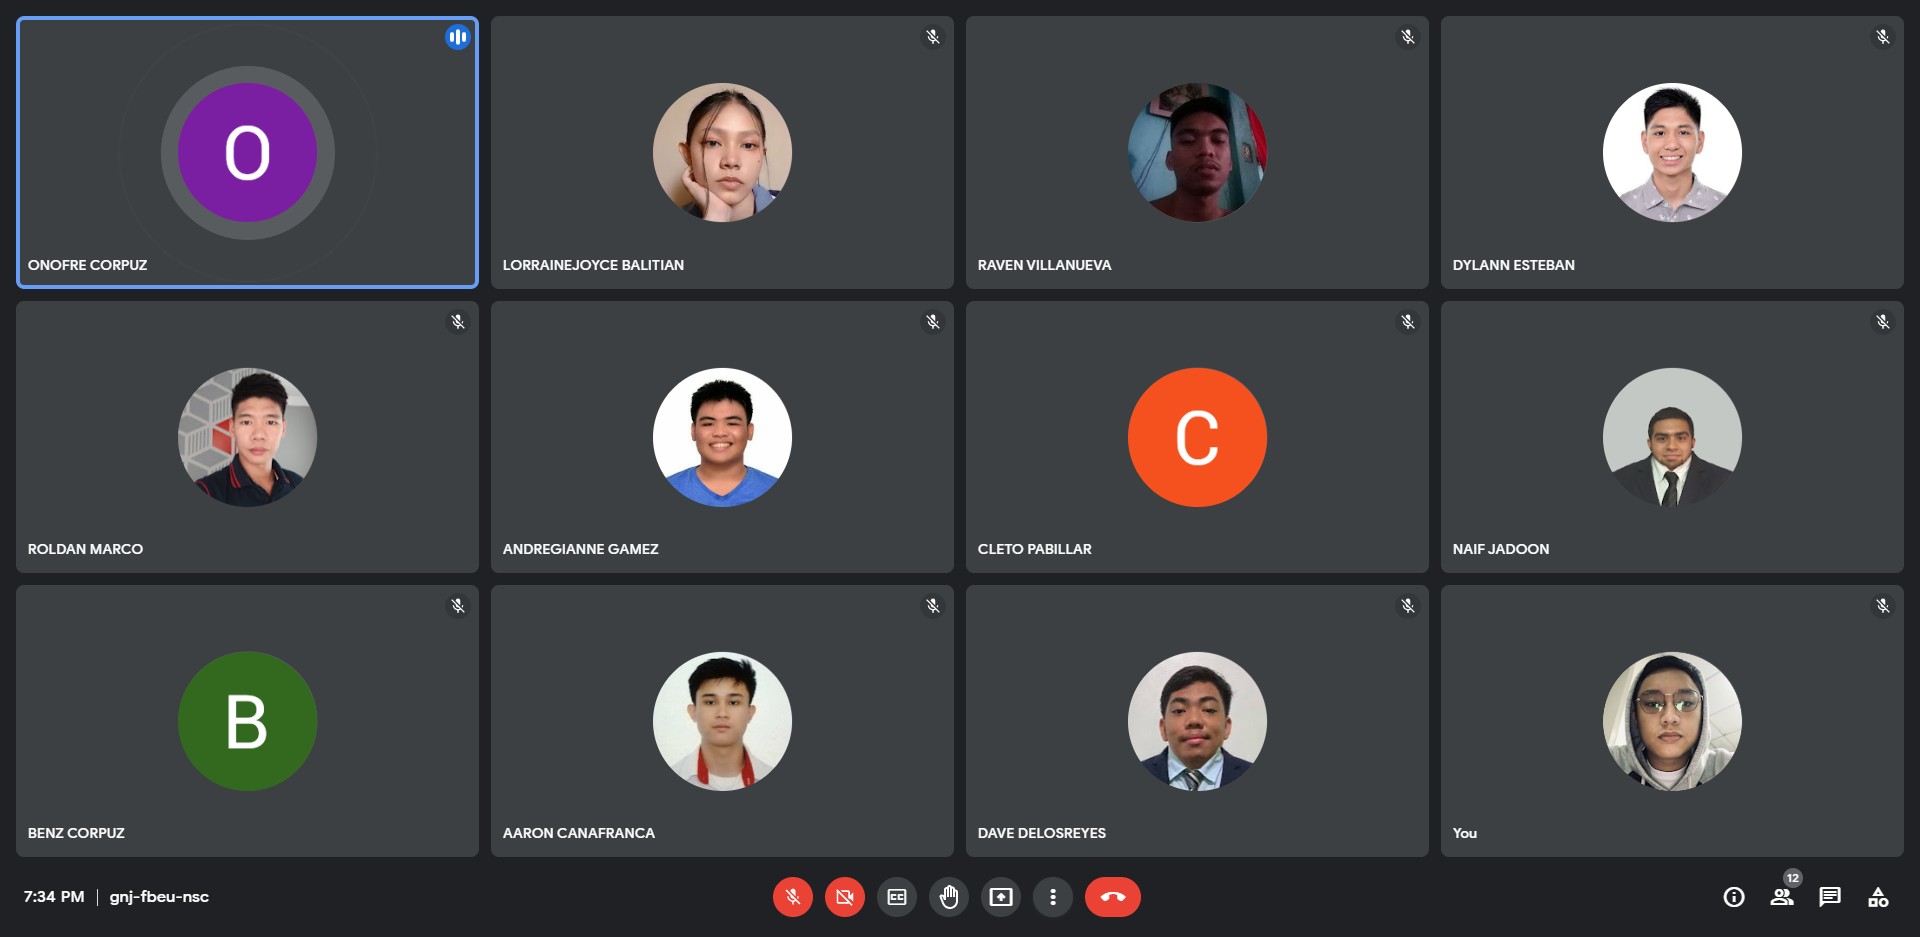 O
ONOFRE CORPUZ
LORRAINEJOYCE BALITIAN
RAVEN VILLANUEVA
DYLANN ESTEBAN
ROLDAN MARCO
ANDREGIANNE GAMEZ
C
CLETO PABILLAR
NAIF JADOON
B
BENZ CORPUZ
AARON CANAFRANCA
DAVE DELOSREYES
You
7:34 PM | gnj-fbeu-nsc
CC
12